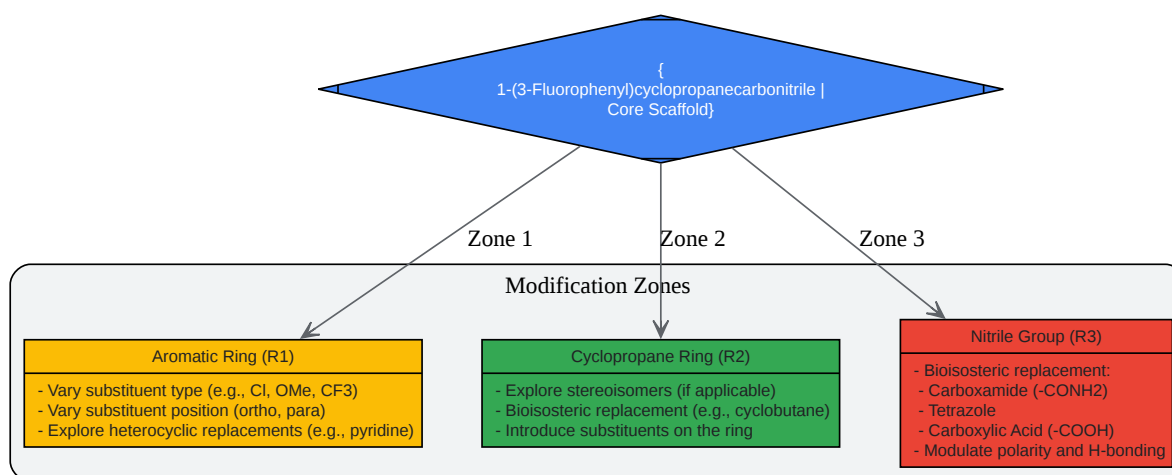 {
1-(3-Fluorophenyl)cyclopropanecarbonitrile |
Core Scaffold}
Zone 1
Zone 2
Zone 3
Modification Zones
Aromatic Ring (R1)
- Vary substituent type (e.g., Cl, OMe, CF3)
- Vary substituent position (ortho, para)
- Explore heterocyclic replacements (e.g., pyridine)
Cyclopropane Ring (R2)
- Explore stereoisomers (if applicable)
- Bioisosteric replacement (e.g., cyclobutane)
- Introduce substituents on the ring
Nitrile Group (R3)
- Bioisosteric replacement:
- Carboxamide (-CONH2)
- Tetrazole
- Carboxylic Acid (-COOH)
- Modulate polarity and H-bonding